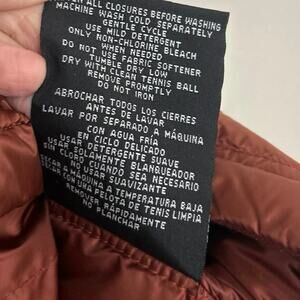 ALL CLOSURES BEFORE WASHING
MACHINE WASH COLD SEPARATELY
GENTLE CYCLE
USE MILD DETERGENT
ONLY NON-CHLORINE BLEACH
WHEN NEEDED
DO NOT USE FABRIC SOFTENER
TUMBLE DRY LOW
DRY WITH CLEAN TENNIS BALL
REMOVE PROMPTLY
DO NOT IRON
ABROCHAR TODOS LOS CIERRES
ANTES DE LAVAR
LAVAR POR SEPARADO A MÁQUINA
CON AGUA FRÍA
EN CICLO DELICADO
USAR DETERGENTE SUAVE
USAR SOLAMENTE BLANQUEADOR
SIN CLORO CUANDO SEA NECESARIO
NO USAR SUAVIZANTE
SECAR A MÁQUINA A TEMPERATURA BAJA
CON UNA PELOTA DE TENIS LIMPIA
REMOVER RÁPIDAMENTE
NO PLANCHAR